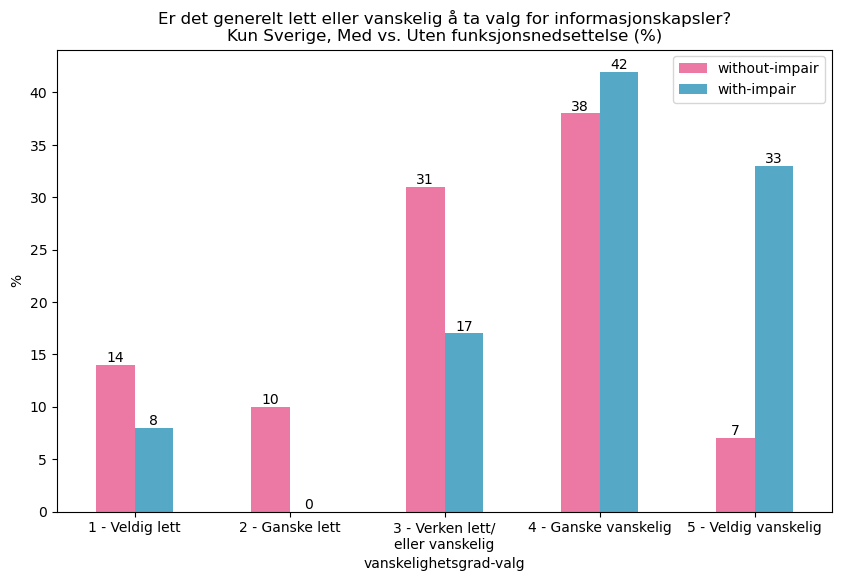 Er det generelt lett eller vanskelig å ta valg for informasjonskapsler?
Kun Sverige, Med vs. Uten funksjonsnedsettelse (%)
without-impair
with-impair
%
40
35
30
25
20
15
10
5
0
14
8
10
0
31
17
38
42
7
33
1 - Veldig lett
2 - Ganske lett
3 - Verken lett/
eller vanskelig
4 - Ganske vanskelig
5 - Veldig vanskelig
vanskelighetsgrad-valg